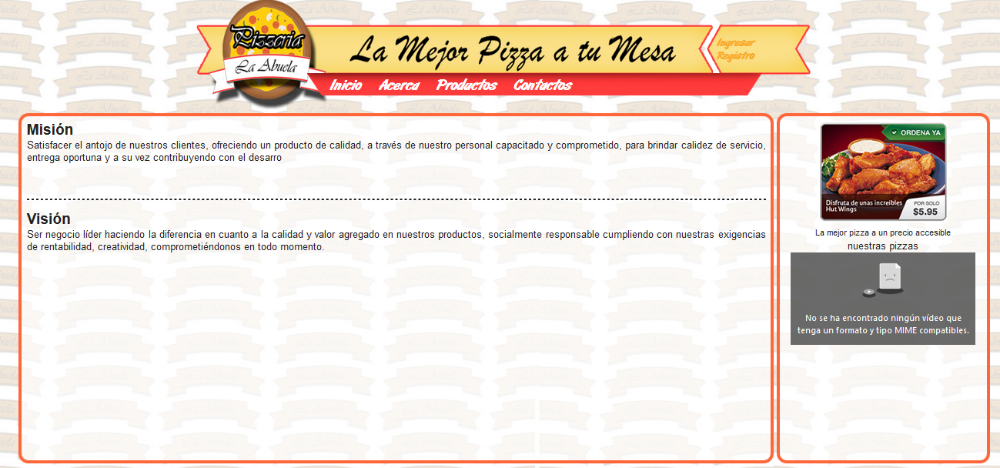 Pizzeria
La Abuela
La Mejor Pizza a tu Mesa
Ingresar
Registro
Inicio Acerca Productos Contactos
Misión
Satisfacer el antojo de nuestros clientes, ofreciendo un producto de calidad, a través de nuestro personal capacitado y comprometido, para brindar calidez de servicio,
entrega oportuna y a su vez contribuyendo con el desarro
Visión
Ser negocio líder haciendo la diferencia en cuanto a la calidad y valor agregado en nuestros productos, socialmente responsable cumpliendo con nuestras exigencias
de rentabilidad, creatividad, comprometiéndonos en todo momento.
ORDENA YA
Disfruta de unas increíbles
Hut Wings
POR SOLO
$5.95
La mejor pizza a un precio accesible
nuestras pizzas
No se ha encontrado ningún vídeo que
tenga un formato y tipo MIME compatibles.